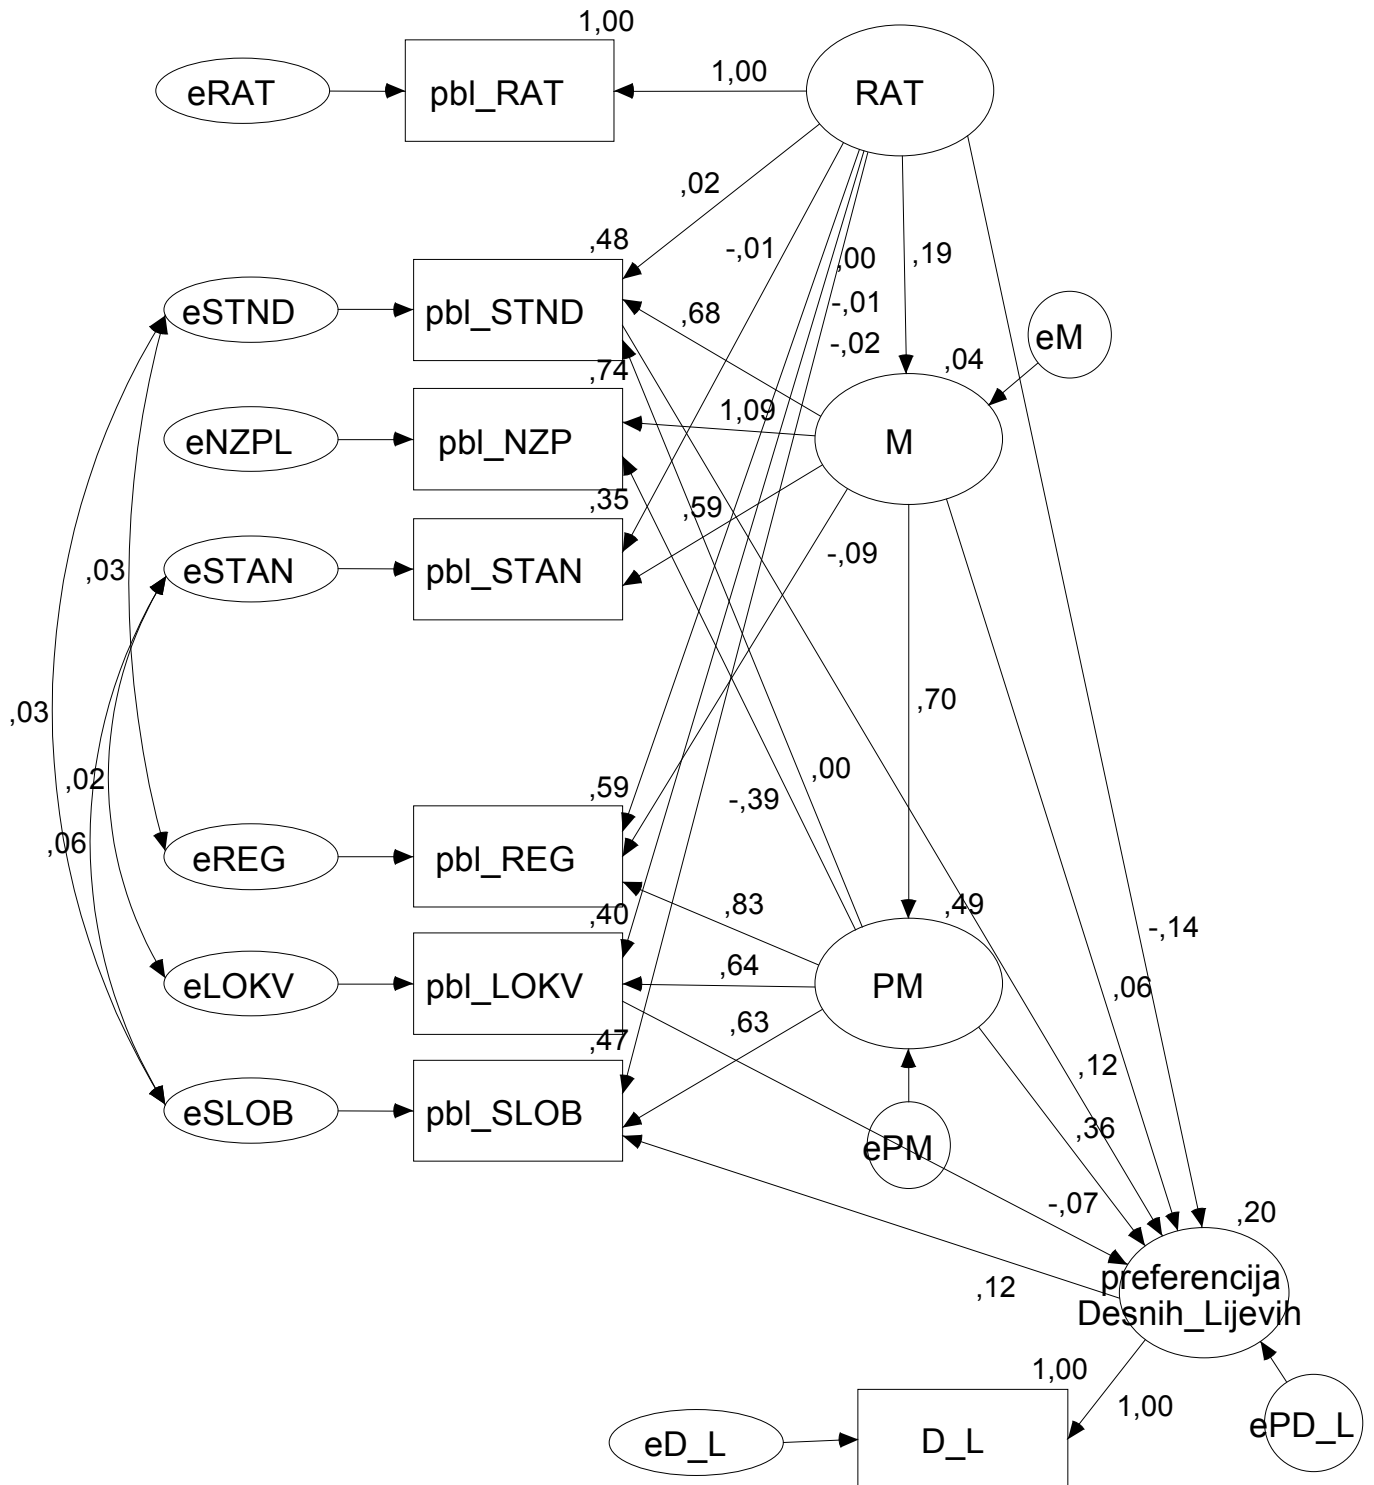 1,00
eRAT
pbl_RAT
1,00
RAT
,02
-,01
,00
,19
-,01
-,02
,48
eSTND
pbl_STND
,68
eM
,04
,74
eNZPL
pbl_NZP
1,09
M
,35
,59
-,09
,03
eSTAN
pbl_STAN
,03
,70
,02
,00
-,39
,59
,06
eREG
pbl_REG
,83
,49
-,14
,40
eLOKV
pbl_LOKV
,64
PM
,06
,47
,63
,12
eSLOB
pbl_SLOB
ePM
,36
-,07
,20
,12
preferencija
Desnih_Lijevih
1,00
1,00
eD_L
D_L
ePD_L